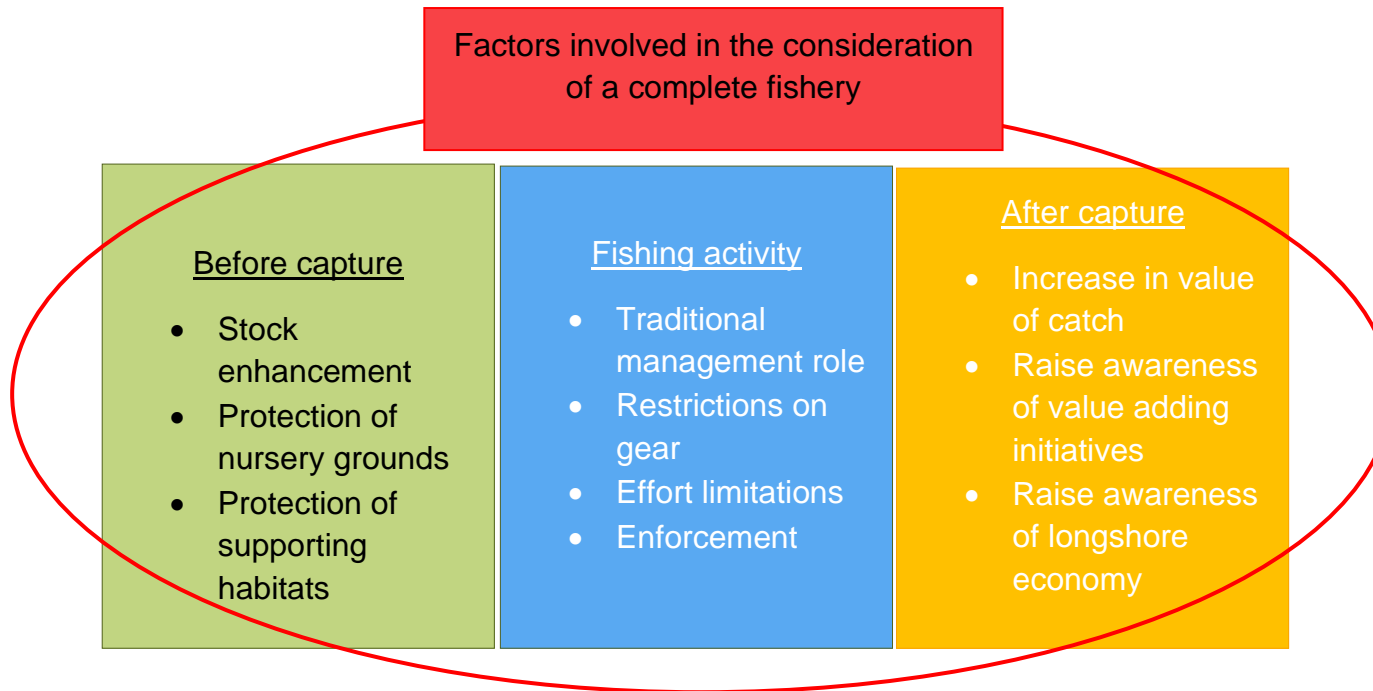 Factors involved in the consideration
of a complete fishery
Before capture
• Stock
enhancement
• Protection of
nursery grounds
• Protection of
supporting
habitats
Fishing activity
• Traditional
management role
• Restrictions on
gear
• Effort limitations
• Enforcement
After capture
• Increase in value
of catch
• Raise awareness
of value adding
initiatives
• Raise awareness
of longshore
economy